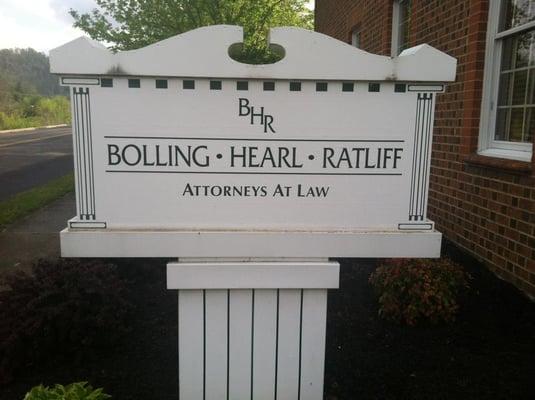 BHR
BOLLING • HEARL • RATLIFF
ATTORNEYS AT LAW